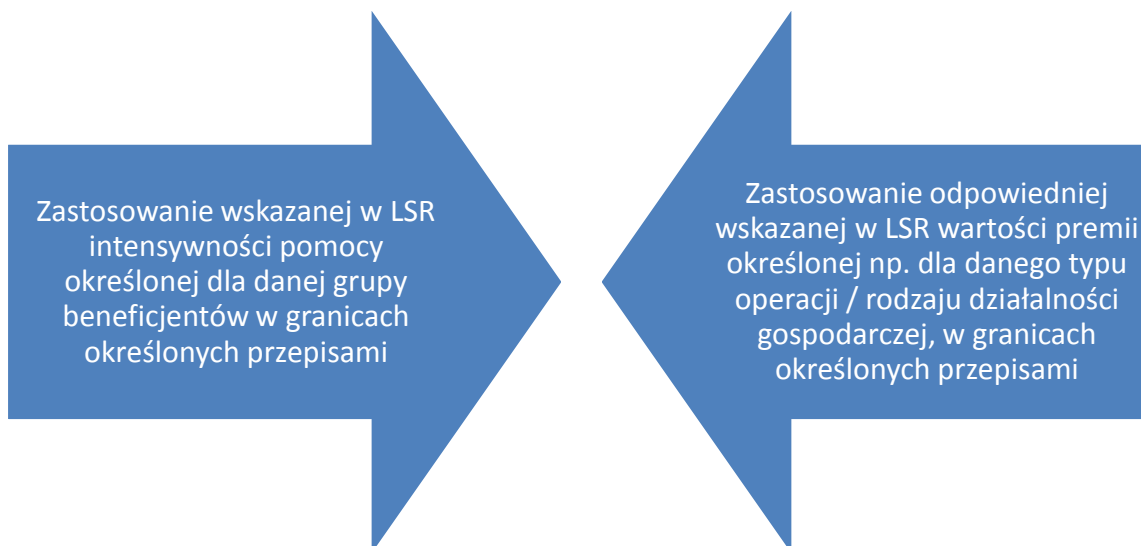 Zastosowanie wskazanej w LSR
intensywności pomocy
określonej dla danej grupy
beneficjentów w granicach
określonych przepisami
Zastosowanie odpowiedniej
wskazanej w LSR wartości premii
określonej np. dla danego typu
operacji / rodzaju działalności
gospodarczej, w granicach
określonych przepisami